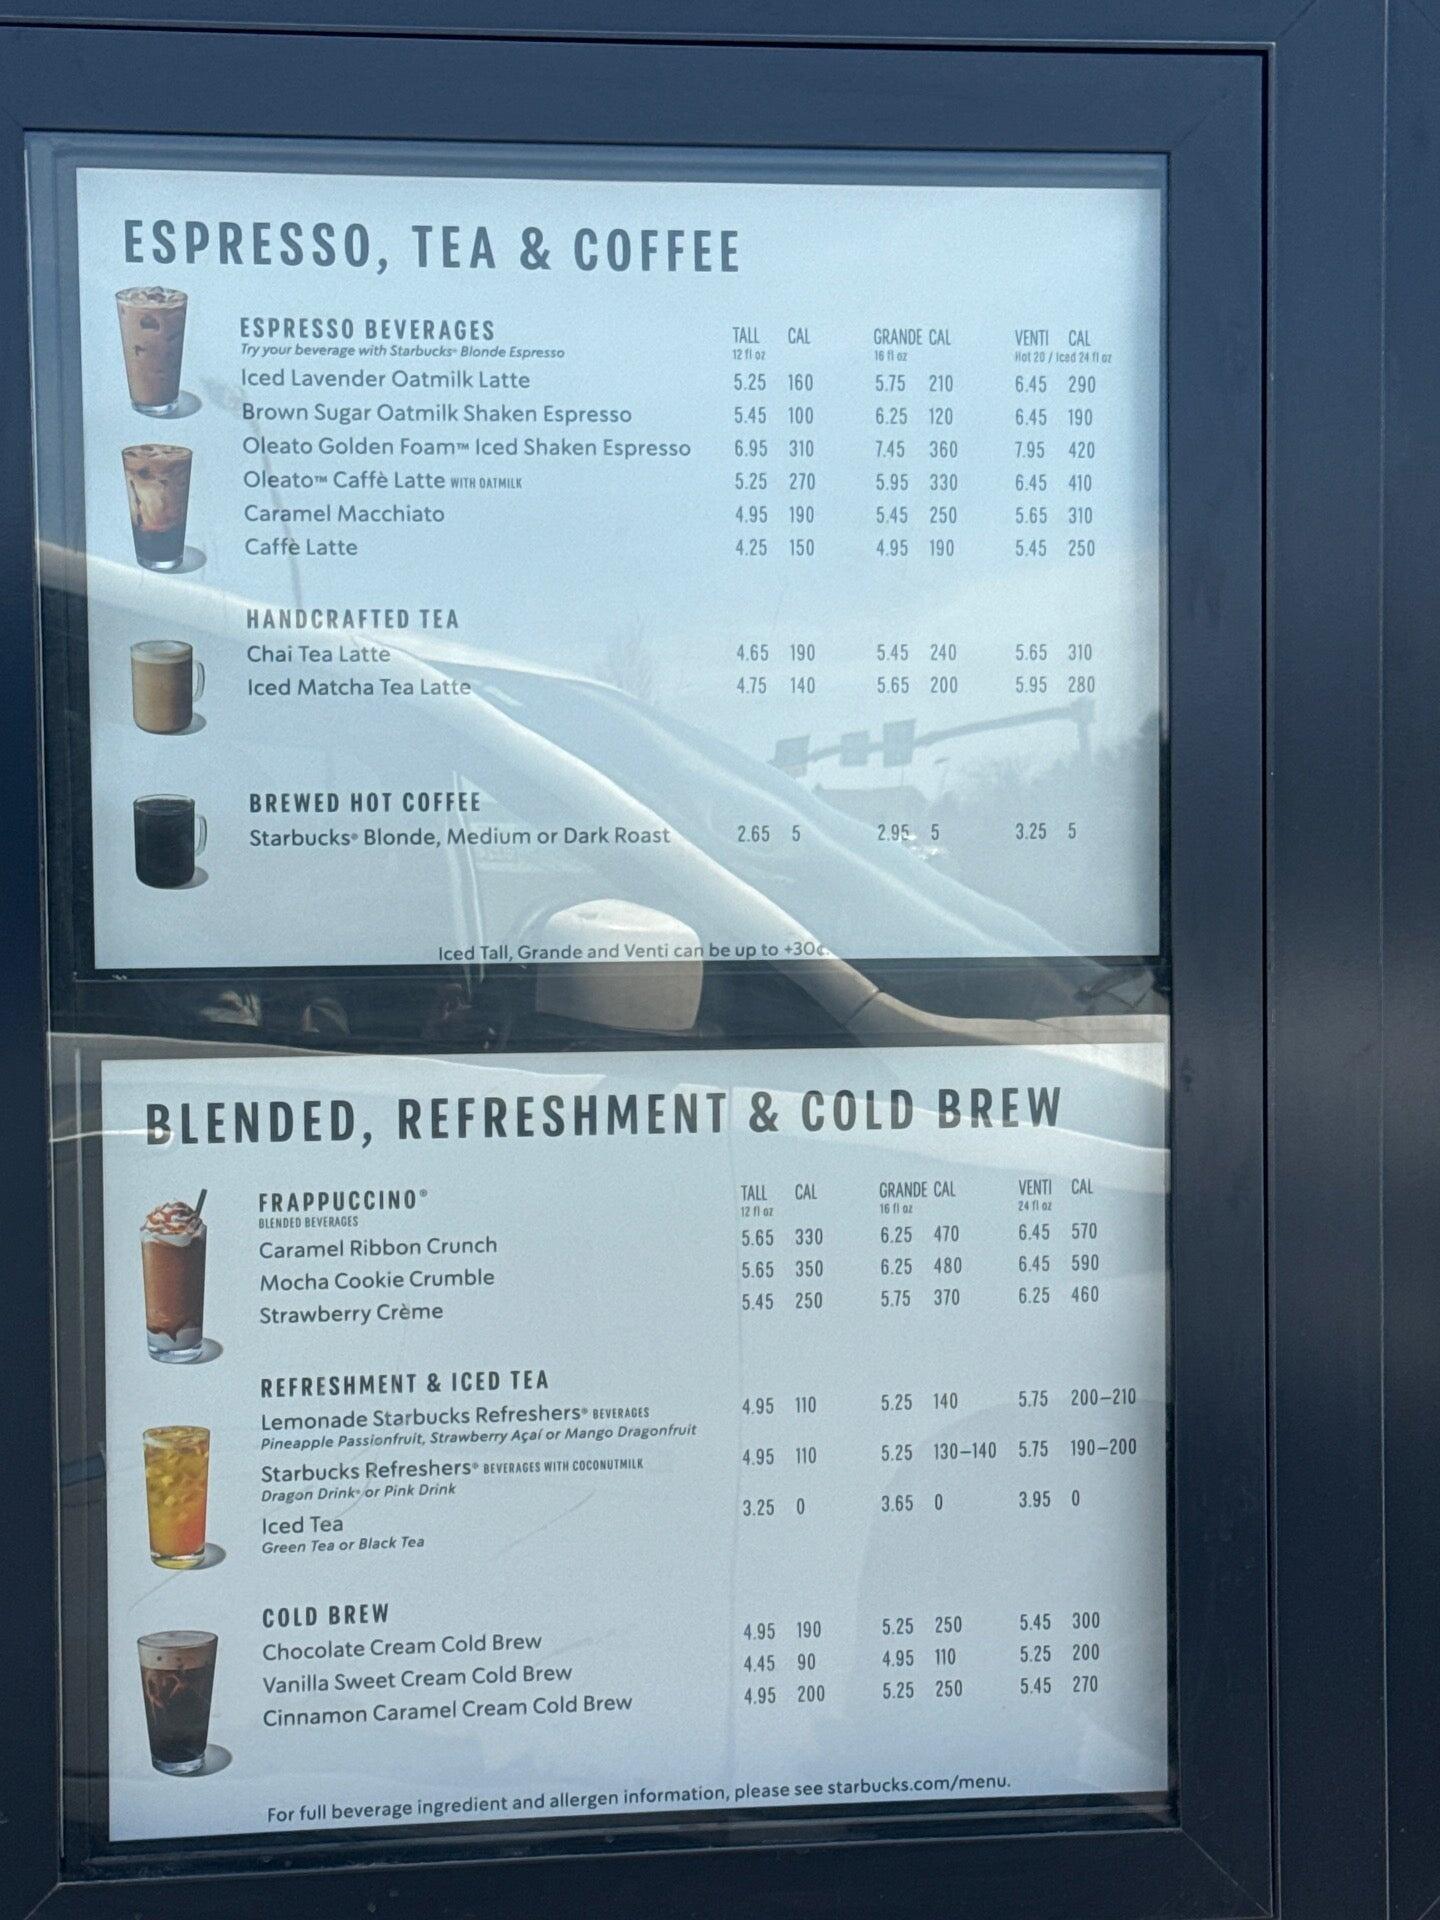 ESPRESSO, TEA & COFFEE
ESPRESSO BEVERAGES TALL CAL GRANDE CAL VENTI CAL
Try your beverage with Starbucks® Blonde Espresso 12 fl oz 16 fl oz Hot 20 / Iced 24 fl oz
Iced Lavender Oatmilk Latte 5.25 160 5.75 210 6.45 290
Brown Sugar Oatmilk Shaken Espresso 5.45 100 6.25 120 6.45 190
Oleato Golden Foam™ Iced Shaken Espresso 6.95 310 7.45 360 7.95 420
Oleato™ Caffè Latte WITH OATMILK 5.25 270 5.95 330 6.45 410
Caramel Macchiato 4.95 190 5.45 250 5.65 310
Caffè Latte 4.25 150 4.95 190 5.45 250
HANDCRAFTED TEA
Chai Tea Latte 4.65 190 5.45 240 5.65 310
Iced Matcha Tea Latte 4.75 140 5.65 200 5.95 280
BREWED HOT COFFEE
Starbucks® Blonde, Medium or Dark Roast 2.65 5 2.95 5 3.25 5
Iced Tall, Grande and Venti can be up to +30¢.
BLENDED, REFRESHMENT & COLD BREW
FRAPPUCCINO® TALL CAL GRANDE CAL VENTI CAL
BLENDED BEVERAGES 12 fl oz 16 fl oz 24 fl oz
Caramel Ribbon Crunch 5.65 330 6.25 470 6.45 570
Mocha Cookie Crumble 5.65 350 6.25 480 6.45 590
Strawberry Crème 5.45 250 5.75 370 6.25 460
REFRESHMENT & ICED TEA
Lemonade Starbucks Refreshers® BEVERAGES 4.95 110 5.25 140 5.75 200–210
Pineapple Passionfruit, Strawberry Açaí or Mango Dragonfruit
Starbucks Refreshers® BEVERAGES WITH COCONUTMILK 4.95 110 5.25 130–140 5.75 190–200
Dragon Drink® or Pink Drink
Iced Tea 3.25 0 3.65 0 3.95 0
Green Tea or Black Tea
COLD BREW
Chocolate Cream Cold Brew 4.95 190 5.25 250 5.45 300
Vanilla Sweet Cream Cold Brew 4.45 90 4.95 110 5.25 200
Cinnamon Caramel Cream Cold Brew 4.95 200 5.25 250 5.45 270
For full beverage ingredient and allergen information, please see starbucks.com/menu.